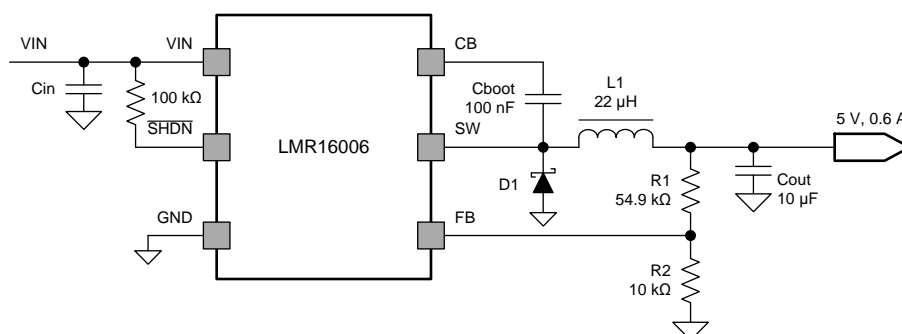 VIN
VIN
CB
Cin
100 kΩ
SHDN
Cboot
100 nF
L1
22 μH
LMR16006
SW
5 V, 0.6 A
D1
R1
54.9 kΩ
Cout
10 μF
GND
FB
R2
10 kΩ